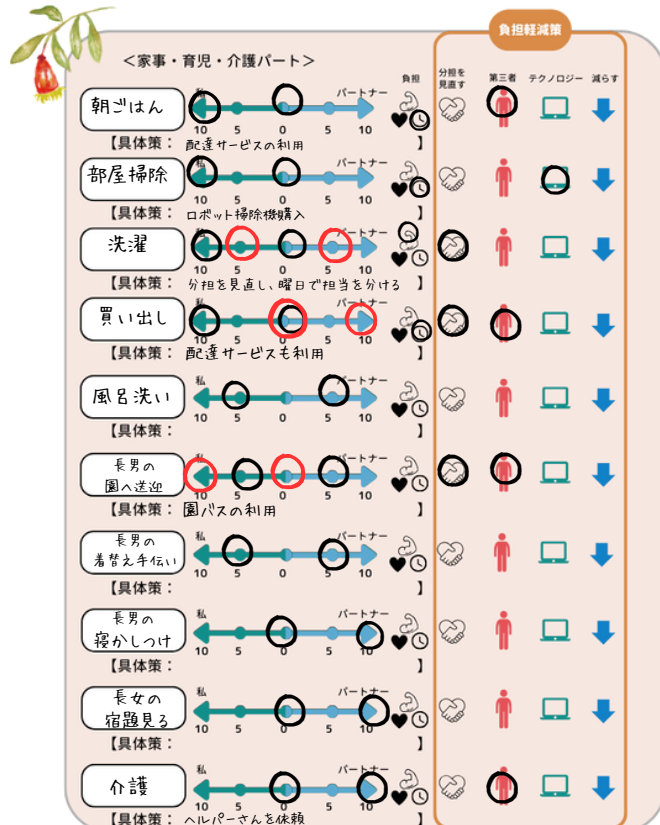 負担軽減策
＜家事・育児・介護パート＞
負担 分担を見直す 第三者 テクノロジー 減らす
私 パートナー
朝ごはん
10 5 0 5 10
【具体策： 配達サービスの利用 】
私 パートナー
部屋掃除
10 5 0 5 10
【具体策： ロボット掃除機購入 】
私 パートナー
洗濯
10 5 0 5 10
【具体策： 分担を見直し、曜日で担当を分ける 】
私 パートナー
買い出し
10 5 0 5 10
【具体策： 配達サービスも利用 】
私 パートナー
風呂洗い
10 5 0 5 10
【具体策： 】
私 パートナー
長男の
園へ送迎
10 5 0 5 10
【具体策： 園バスの利用 】
私 パートナー
長男の
着替え手伝い
10 5 0 5 10
【具体策： 】
私 パートナー
長男の
寝かしつけ
10 5 0 5 10
【具体策： 】
私 パートナー
長女の
宿題見る
10 5 0 5 10
【具体策： 】
私 パートナー
介護
10 5 0 5 10
【具体策： ヘルパーさんを依頼 】